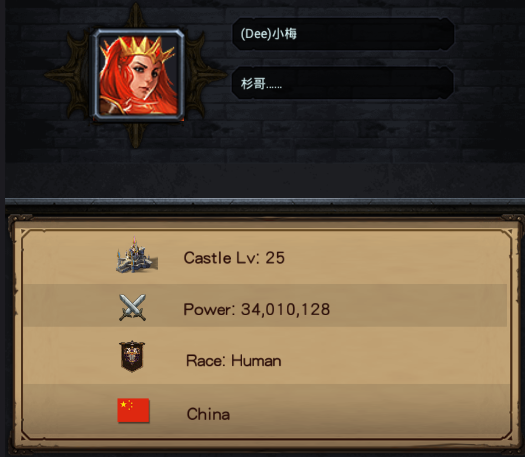 (Dee)小梅
杉哥......
Castle Lv: 25
Power: 34,010,128
Race: Human
China